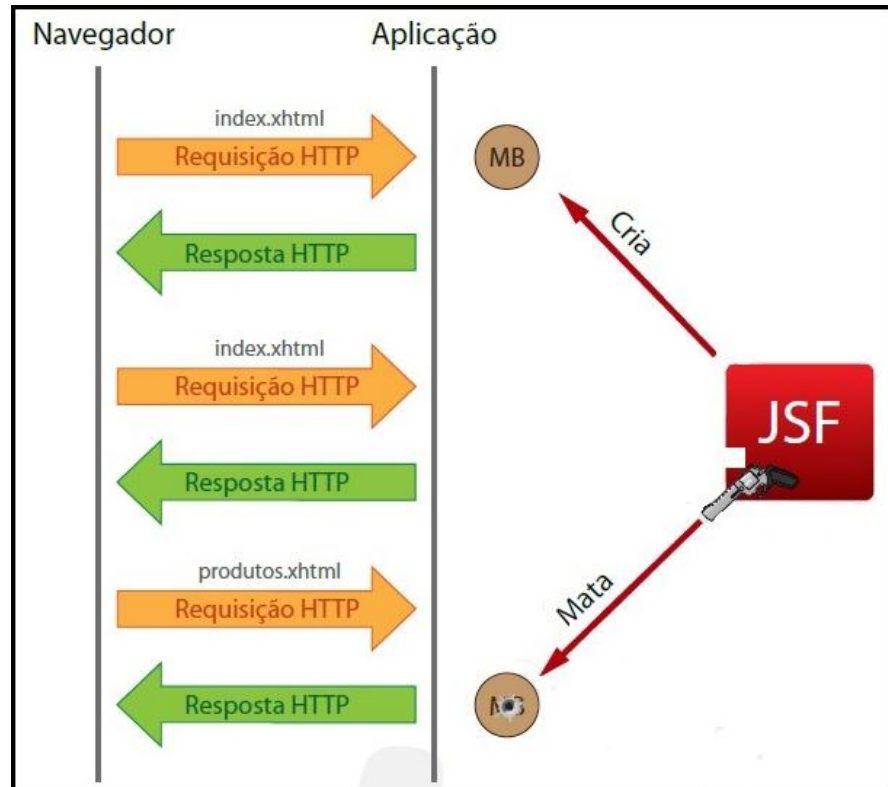 Navegador
Aplicação
index.xhtml
Requisição HTTP
MB
Resposta HTTP
Cria
index.xhtml
Requisição HTTP
JSF
Resposta HTTP
produtos.xhtml
Requisição HTTP
Mata
Resposta HTTP